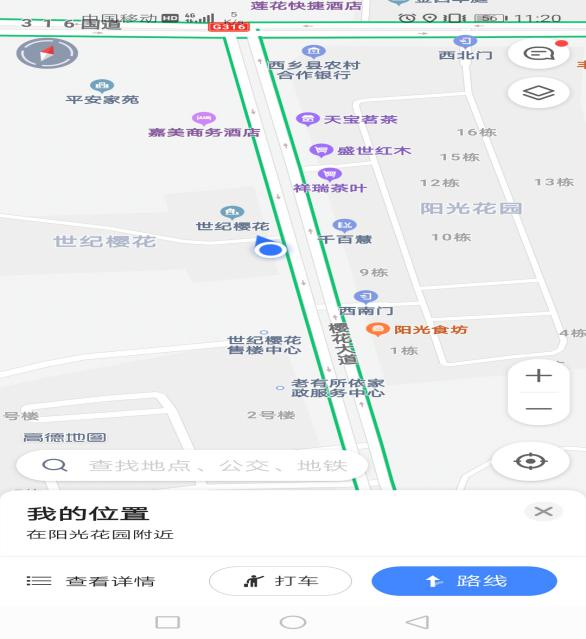 莲花快捷酒店
316国道
中国移动 HD 46 5 K/s
G316
56 11:20
西乡县农村
合作银行
西北门
平安家苑
天宝茗茶
嘉美商务酒店
16栋
盛世红木
15栋
祥瑞茶叶
12栋
13栋
阳光花园
世纪樱花
千百慧
10栋
世纪樱花
9栋
西南门
樱花大道
阳光食坊
4栋
世纪樱花
售楼中心
1栋
老有所依家
政服务中心
号楼
2号楼
高德地图
查找地点、公交、地铁
我的位置
在阳光花园附近
查看详情
打车
路线